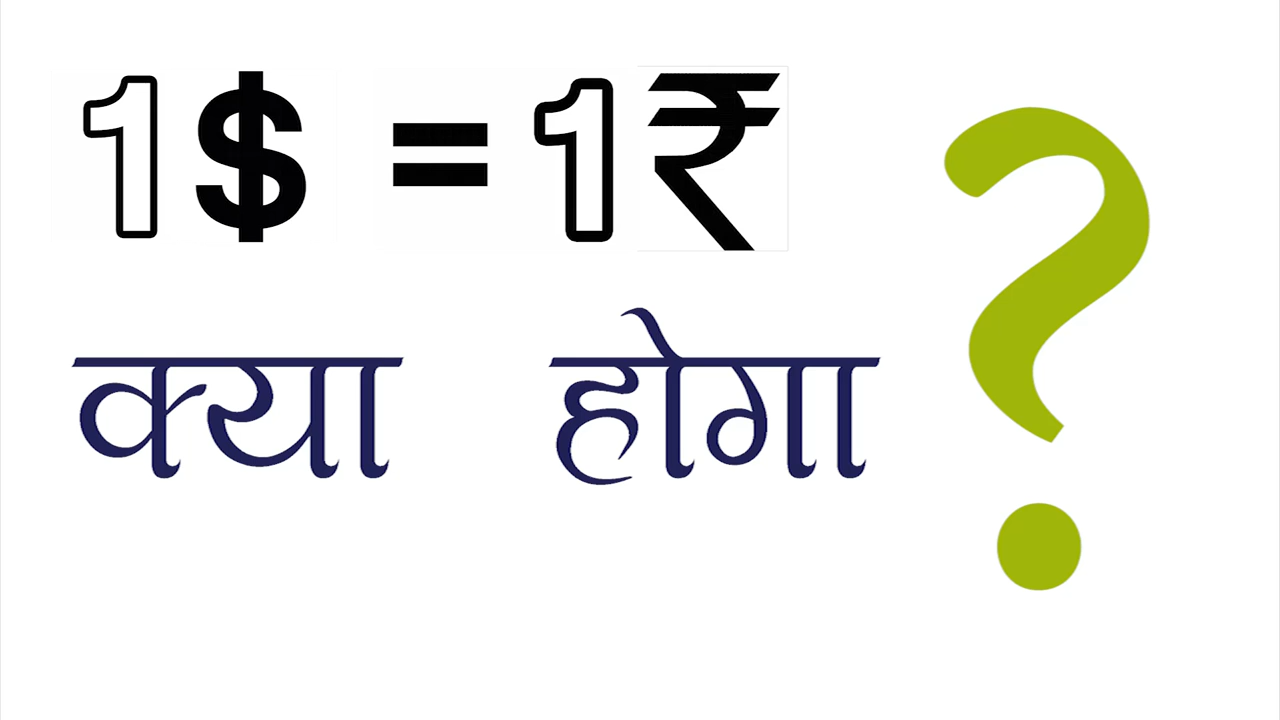 1$ = 1₹
क्या होगा ?